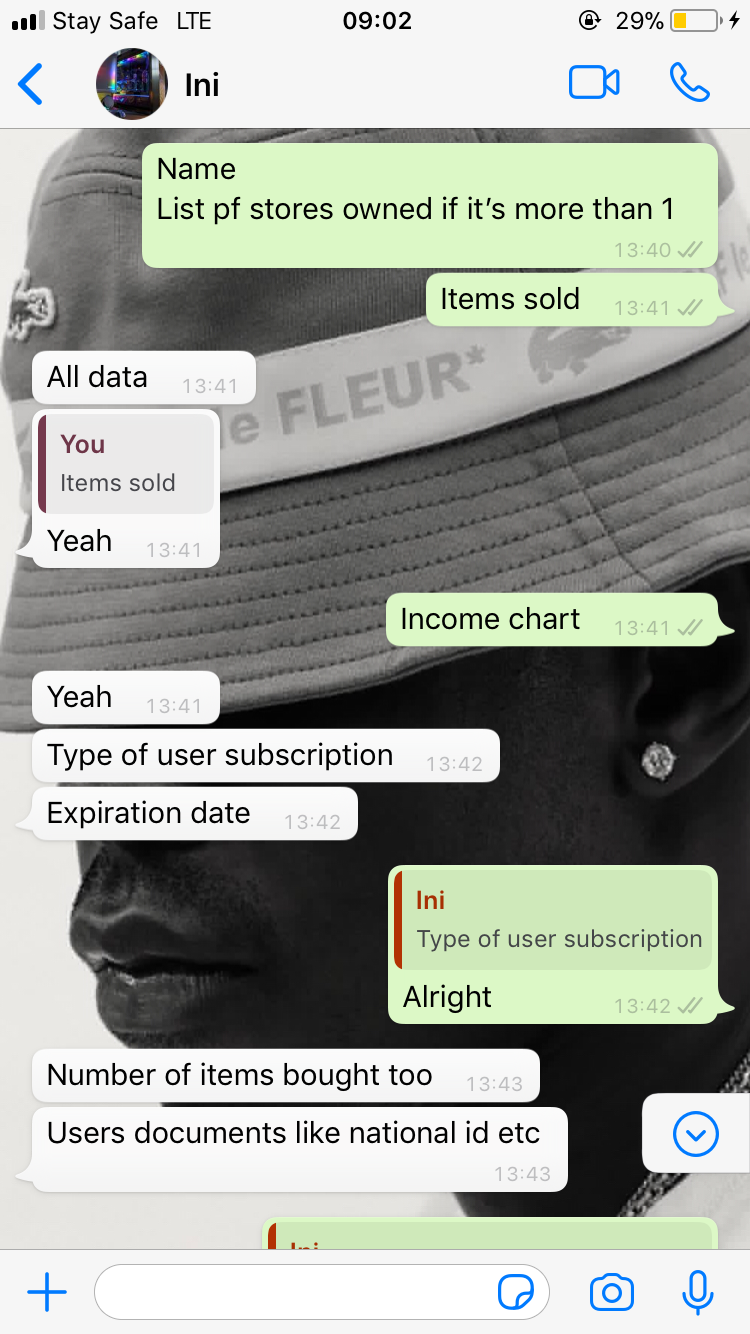 Stay Safe LTE 09:02 29%
Ini
Name
List pf stores owned if it's more than 1
13:40
Items sold 13:41
All data 13:41
le FLEUR*
You
Items sold
Yeah 13:41
Income chart 13:41
Yeah 13:41
Type of user subscription 13:42
Expiration date 13:42
Ini
Type of user subscription
Alright 13:42
Number of items bought too 13:43
Users documents like national id etc
13:43
Ini